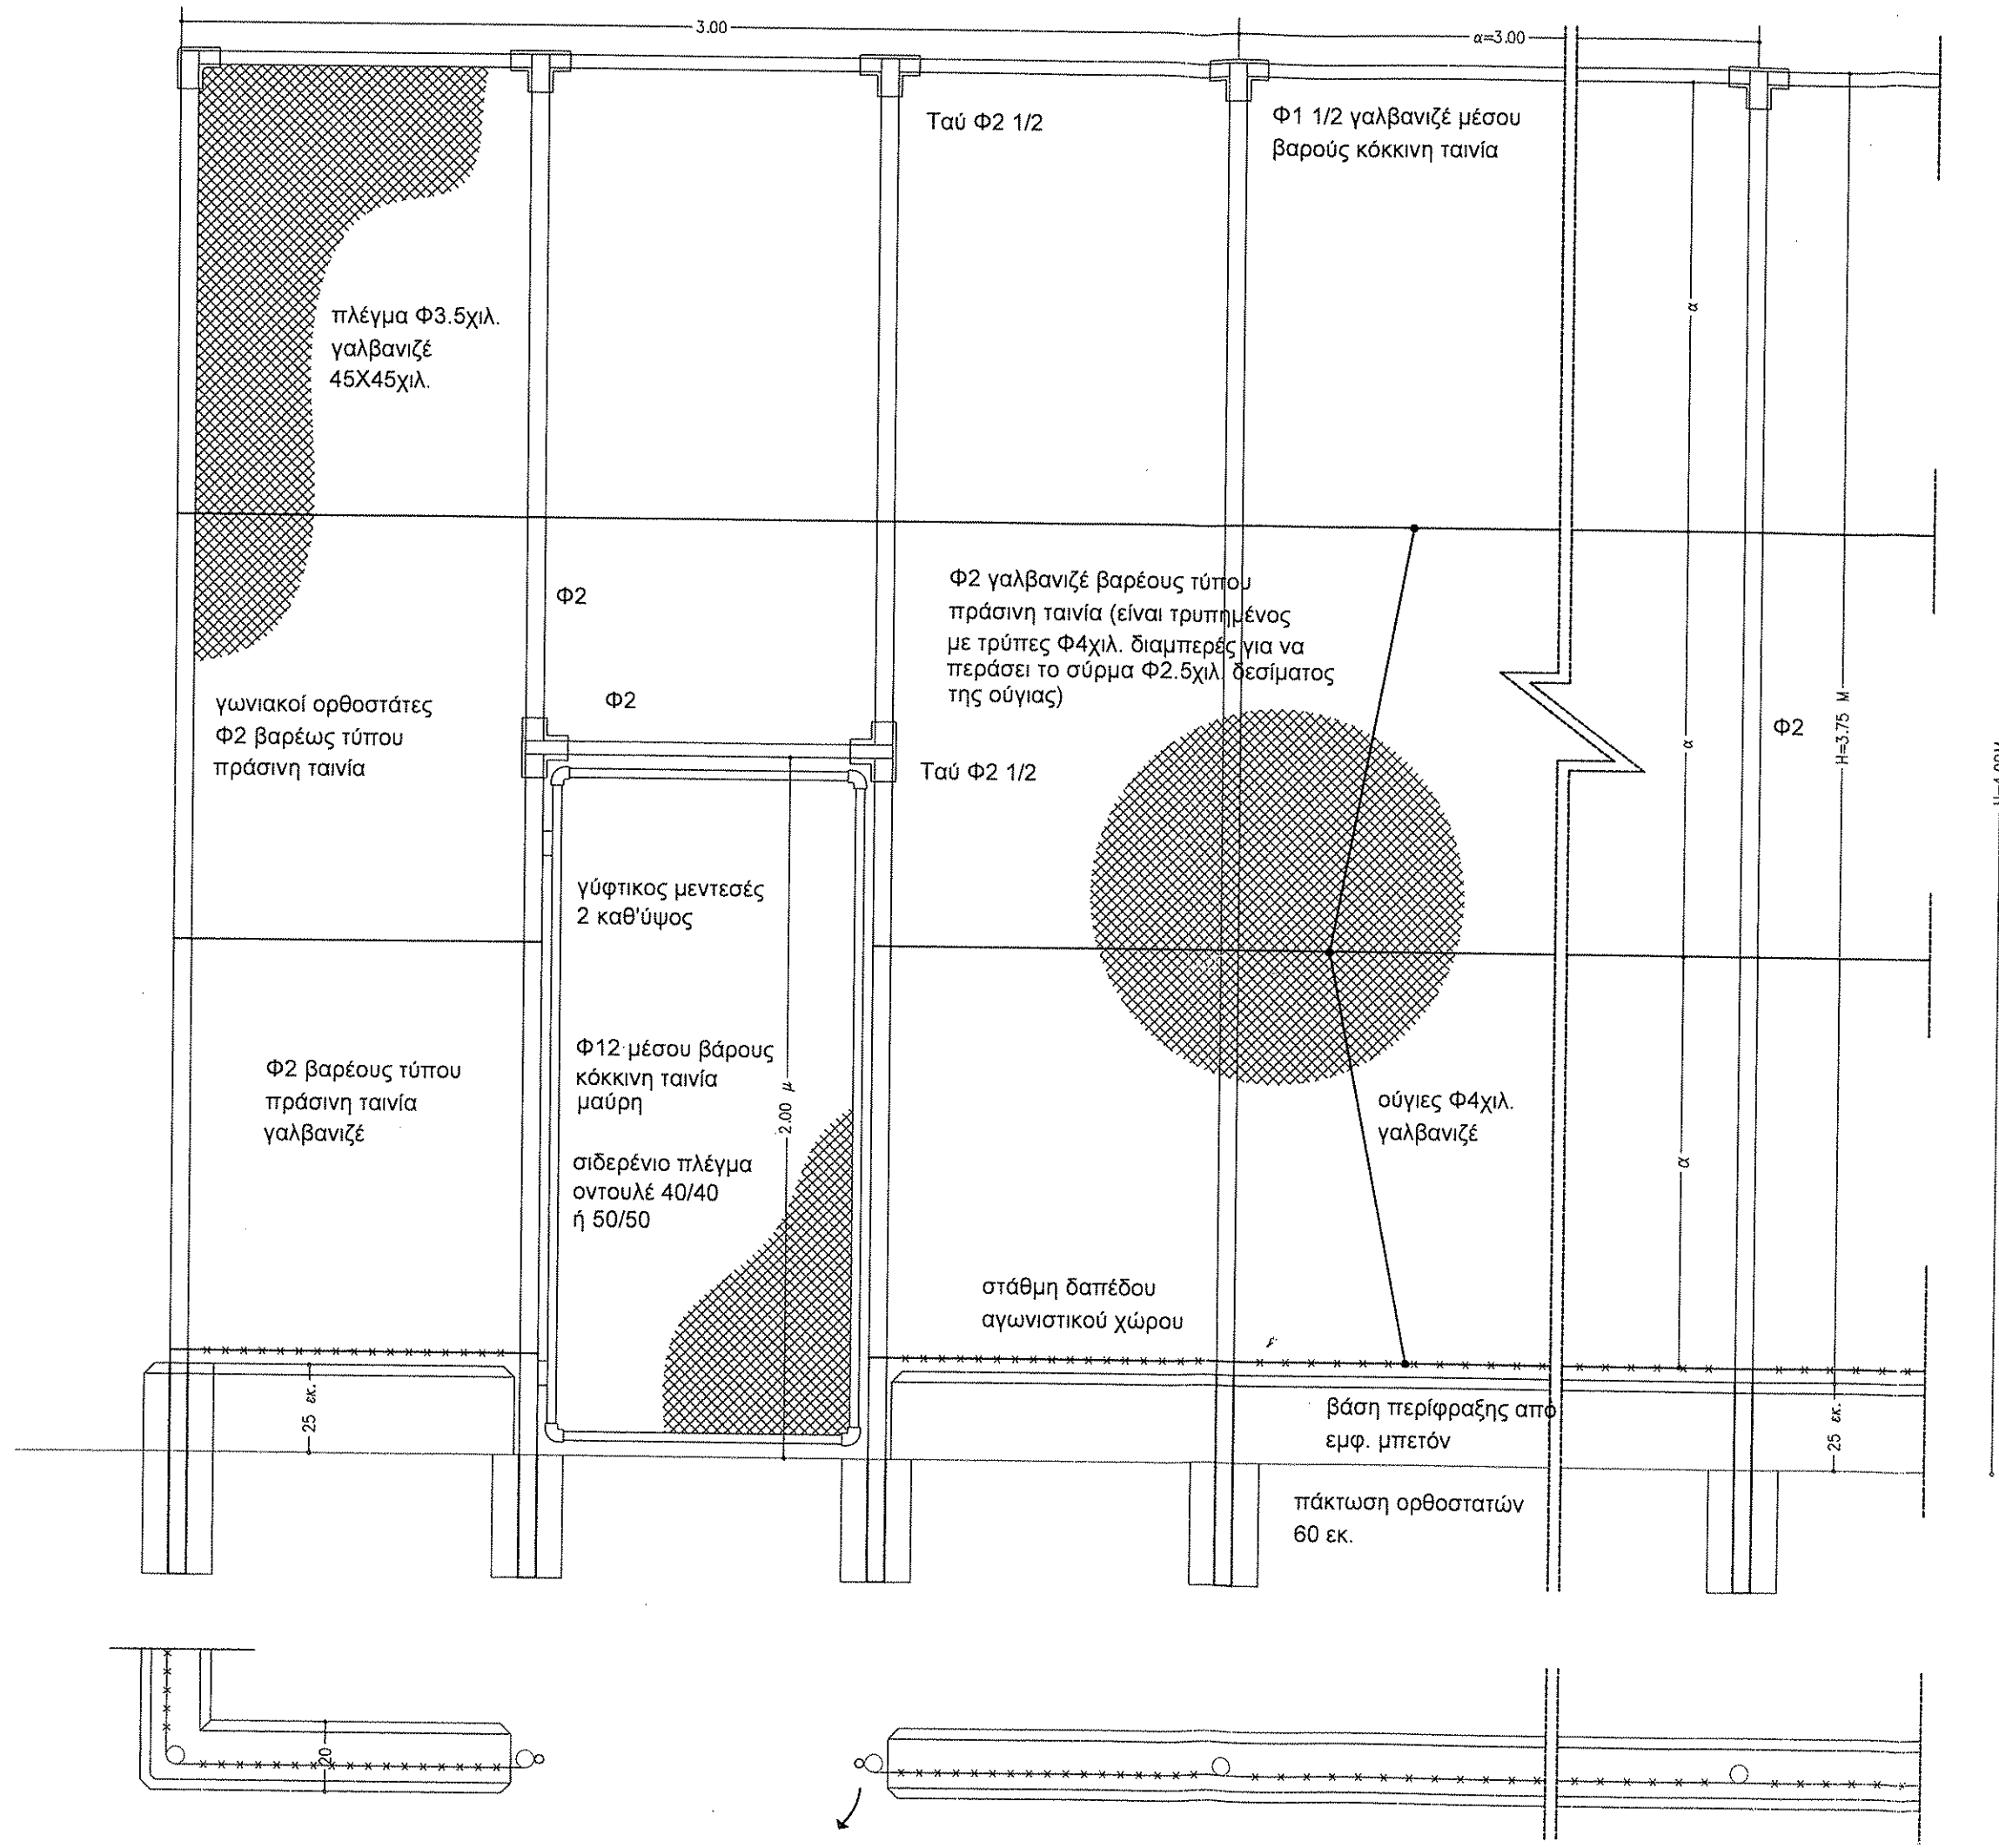 3.00
α=3.00
Ταύ Φ2 1/2
Φ1 1/2 γαλβανιζέ μέσου
βαρούς κόκκινη ταινία
πλέγμα Φ3.5χιλ.
γαλβανιζέ
45Χ45χιλ.
α
Φ2
Φ2 γαλβανιζέ βαρέους τύπου
πράσινη ταινία (είναι τρυπημένος
με τρύπες Φ4χιλ. διαμπερές για να
περάσει το σύρμα Φ2.5χιλ. δεσίματος
της ούγιας)
γωνιακοί ορθοστάτες
Φ2 βαρέως τύπου
πράσινη ταινία
Φ2
Ταύ Φ2 1/2
α
H=3.75 M
Φ2
γύφτικος μεντεσές
2 καθ'ύψος
Φ2 βαρέους τύπου
πράσινη ταινία
γαλβανιζέ
Φ12 μέσου βάρους
κόκκινη ταινία
μαύρη
2.00 μ
σιδερένιο πλέγμα
οντουλέ 40/40
ή 50/50
ούγιες Φ4χιλ.
γαλβανιζέ
α
στάθμη δαπέδου
αγωνιστικού χώρου
25 εκ.
βάση περίφραξης από
εμφ. μπετόν
25 εκ.
πάκτωση ορθοστατών
60 εκ.
20